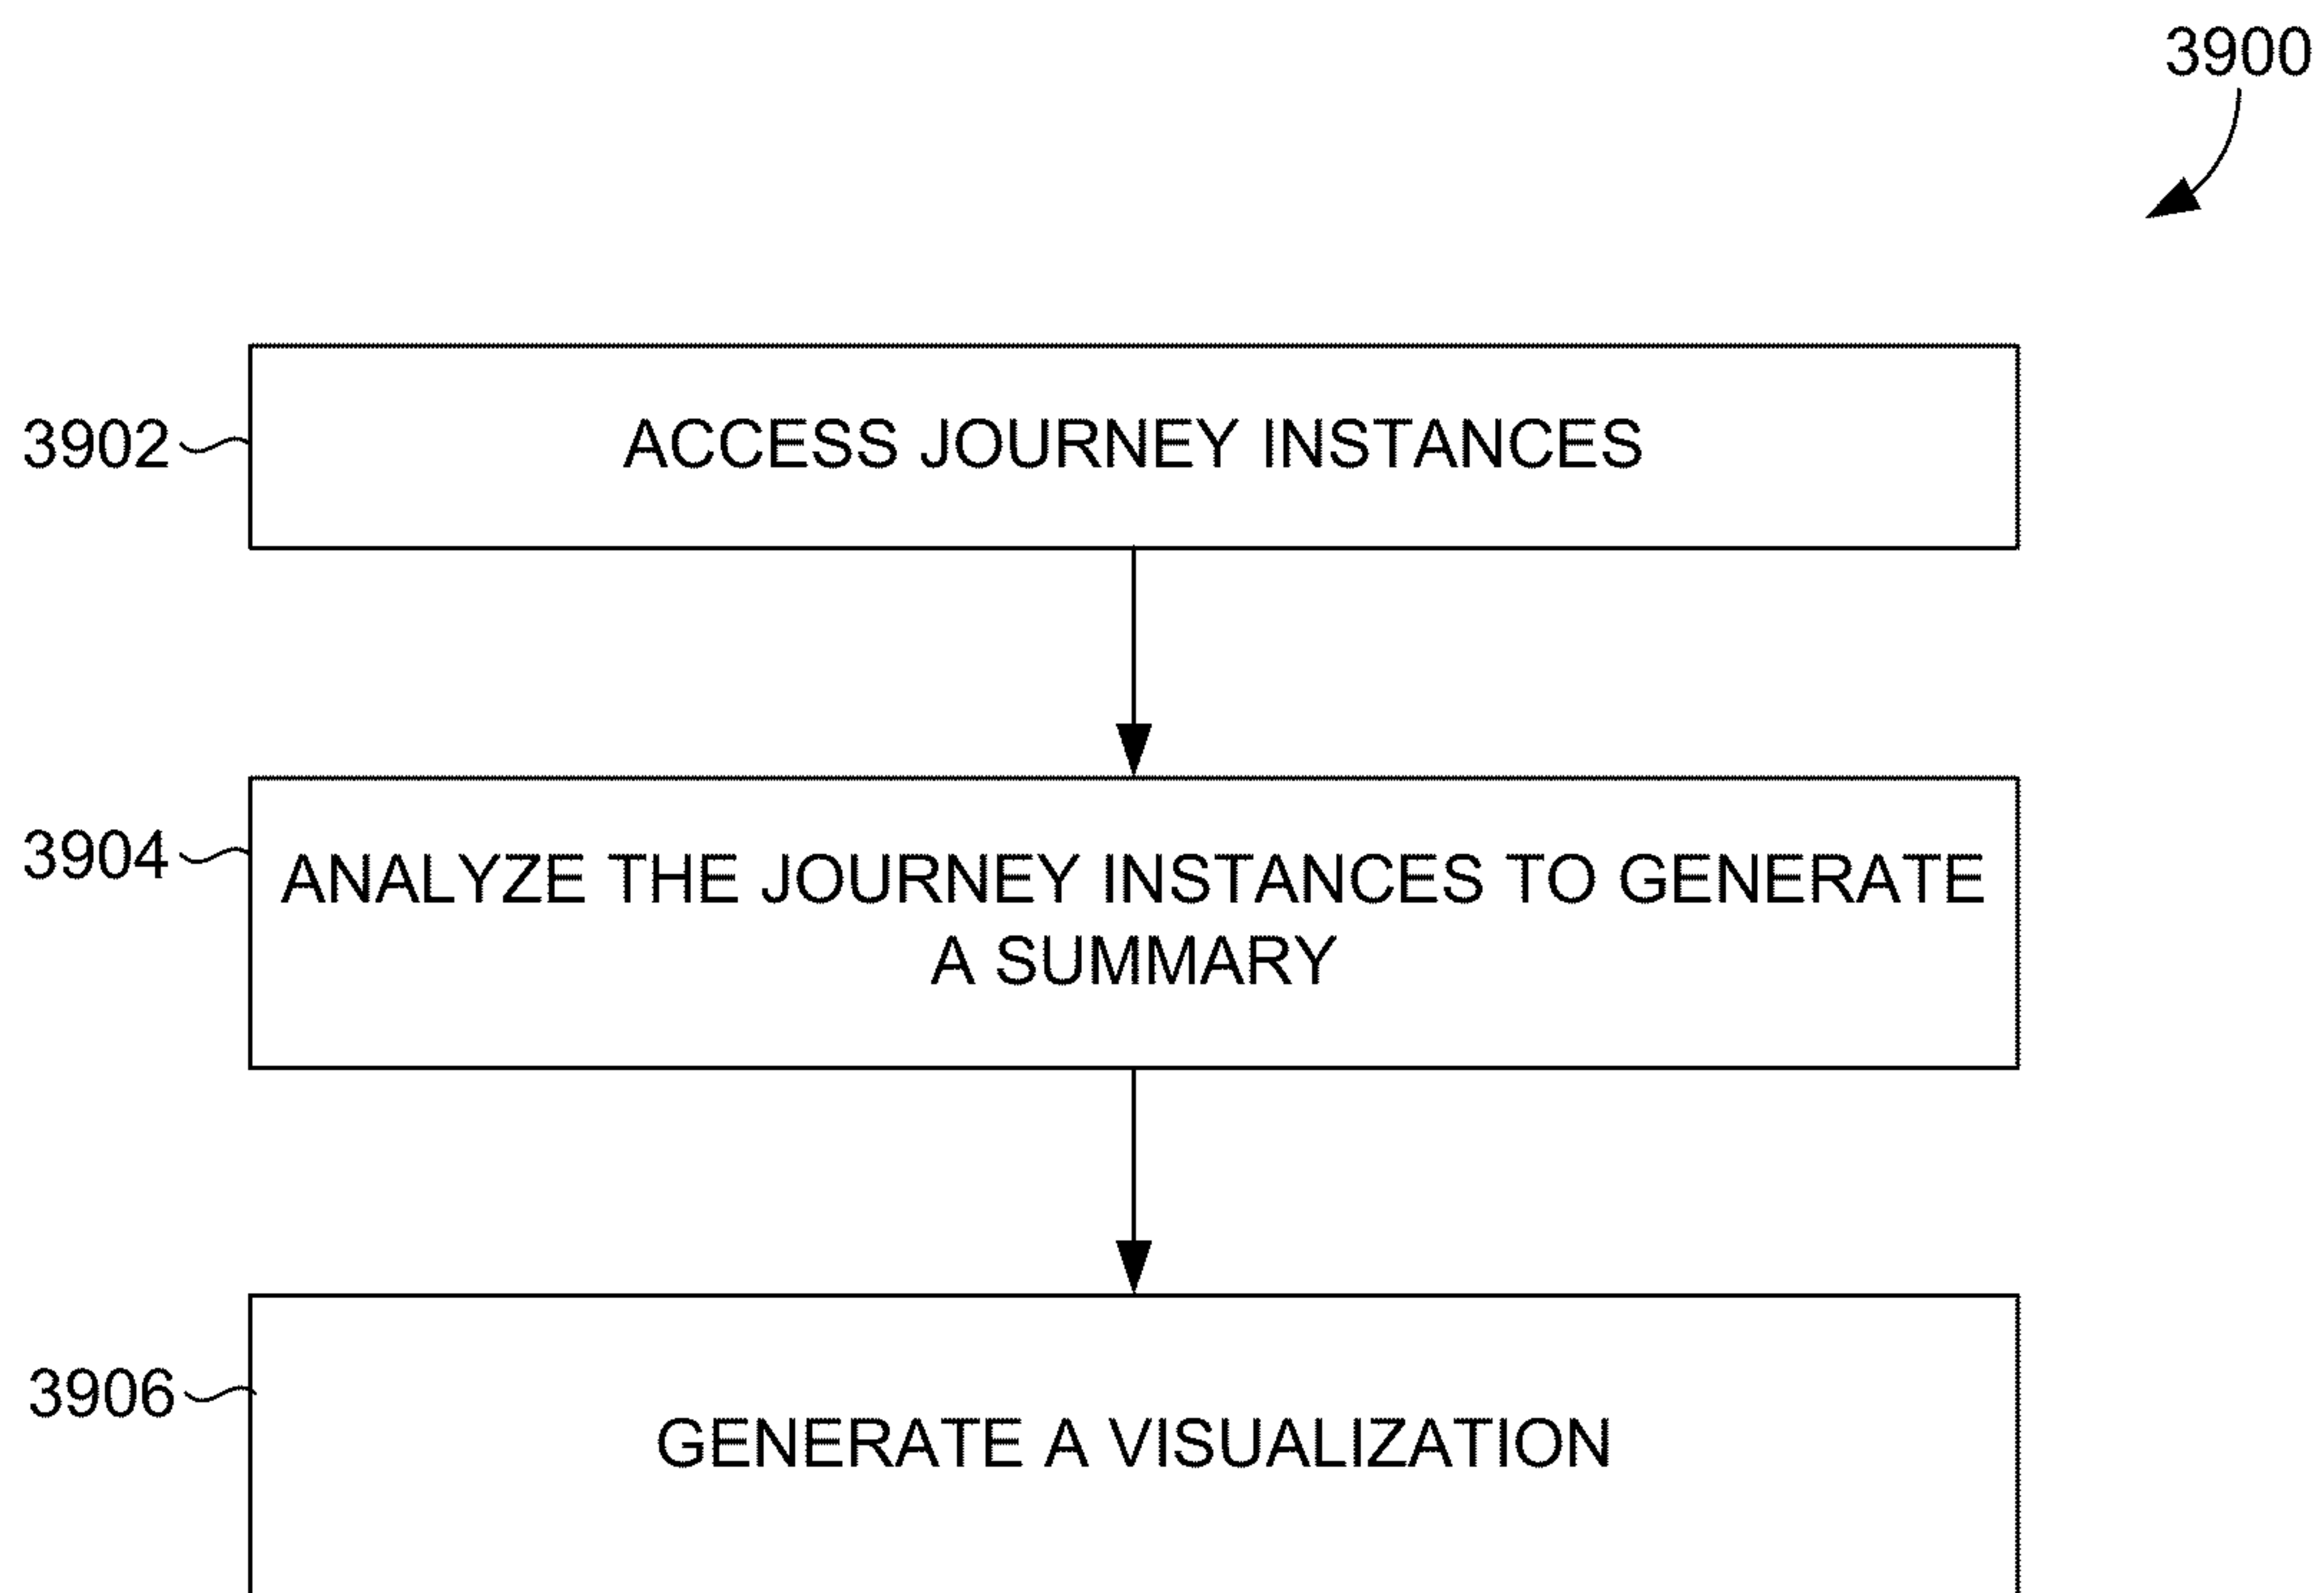 3900
3902
ACCESS JOURNEY INSTANCES
3904
ANALYZE THE JOURNEY INSTANCES TO GENERATE
A SUMMARY
3906
GENERATE A VISUALIZATION